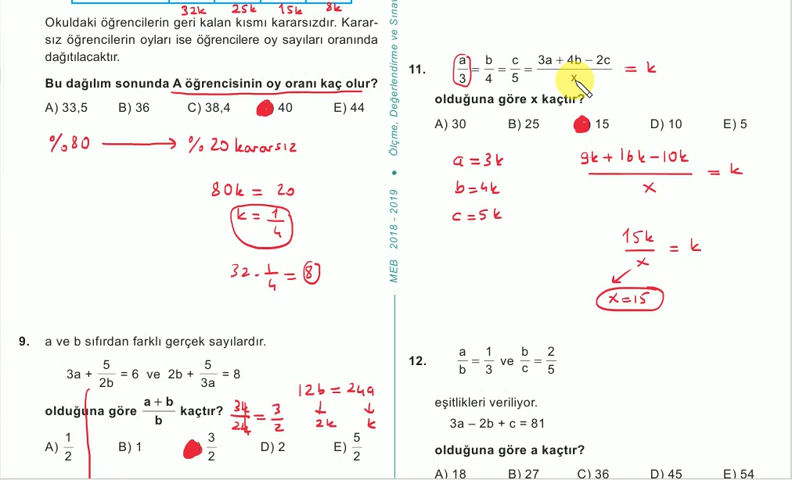 32k 25k 15k 8k
Okuldaki öğrencilerin geri kalan kısmı kararsızdır. Karar-
sız öğrencilerin oyları ise öğrencilere oy sayıları oranında
dağıtılacaktır.
Bu dağılım sonunda A öğrencisinin oy oranı kaç olur?
A) 33,5 B) 36 C) 38,4 40 E) 44
%80 → %20 kararsız
80k = 20
k = 1/4
32 . 1/4 = 8
9. a ve b sıfırdan farklı gerçek sayılardır.
3a + 5/2b = 6 ve 2b + 5/3a = 8
olduğuna göre a + b/b kaçtır? 3k/2k = 3/2
12b = 24a
2k k
A) 1/2 B) 1 3/2 D) 2 E) 5/2
MEB 2018 - 2019 • Ölçme, Değerlendirme ve Sına
11. a/3 = b/4 = c/5 = 3a + 4b – 2c/x = k
olduğuna göre x kaçtır?
A) 30 B) 25 15 D) 10 E) 5
a = 3k
b = 4k
c = 5k
9k + 16k – 10k/x = k
15k/x = k
x = 15
12. a/b = 1/3 ve b/c = 2/5
eşitlikleri veriliyor.
3a – 2b + c = 81
olduğuna göre a kaçtır?
A) 18 B) 27 C) 36 D) 45 E) 54